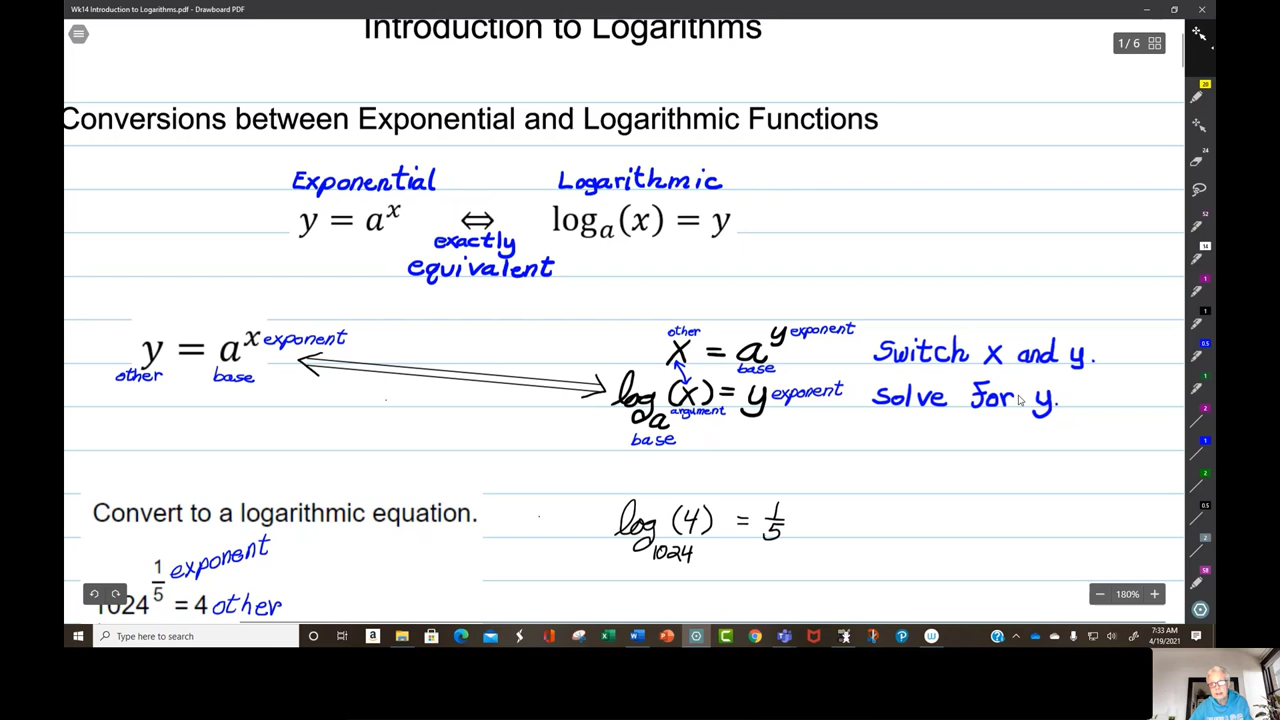 Wk14 Introduction to Logarithms.pdf - Drawboard PDF
Introduction to Logarithms
1 / 6
Conversions between Exponential and Logarithmic Functions
Exponential
Logarithmic
y = a^x ⇔ log_a(x) = y
exactly
equivalent
y = a^x exponent
other
base
other
x = a^y exponent
base
Switch x and y.
log_a (x) = y exponent
argument
base
Solve for y.
Convert to a logarithmic equation.
log_1024 (4) = 1/5
1024^(1/5) = 4 other
exponent
180%
Type here to search
7:33 AM
4/19/2021